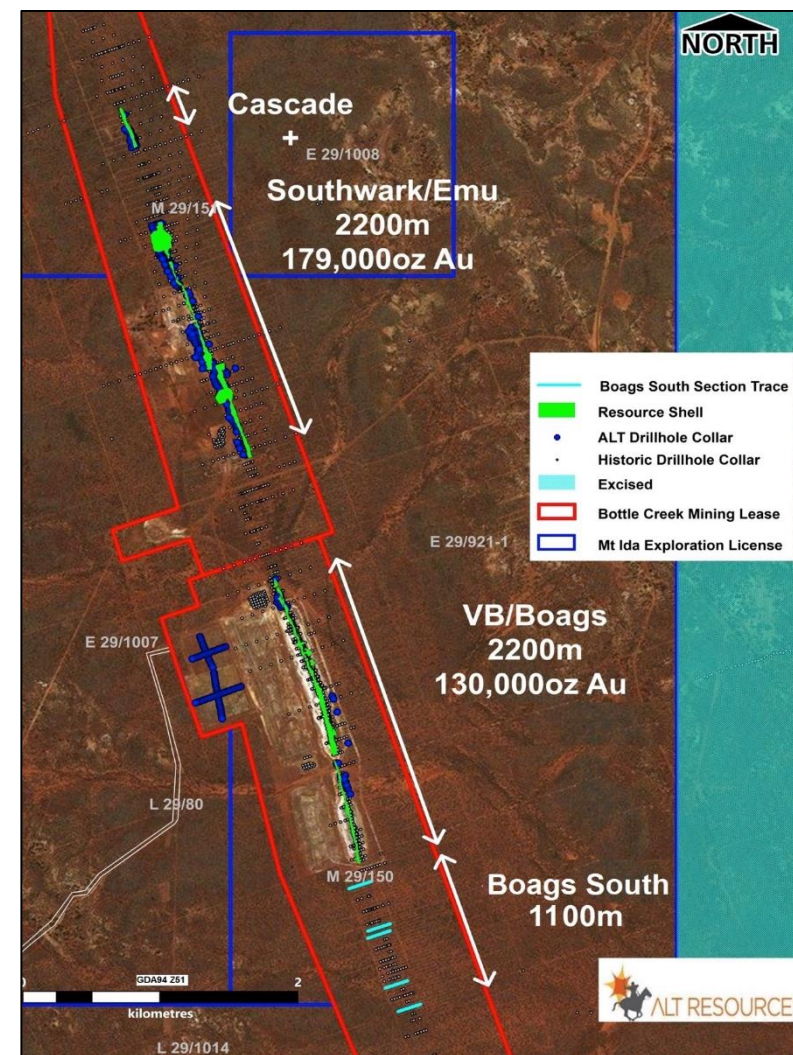 NORTH
Cascade
+
E 29/1008
Southwark/Emu
M 29/15
2200m
179,000oz Au
Boags South Section Trace
Resource Shell
ALT Drillhole Collar
Historic Drillhole Collar
Excised
Bottle Creek Mining Lease
Mt Ida Exploration License
E 29/921-1
VB/Boags
2200m
130,000oz Au
E 29/1007
L 29/80
M 29/150
Boags South
1100m
GDA94 Z51
0 2
kilometres
ALT RESOURCE
L 29/1014